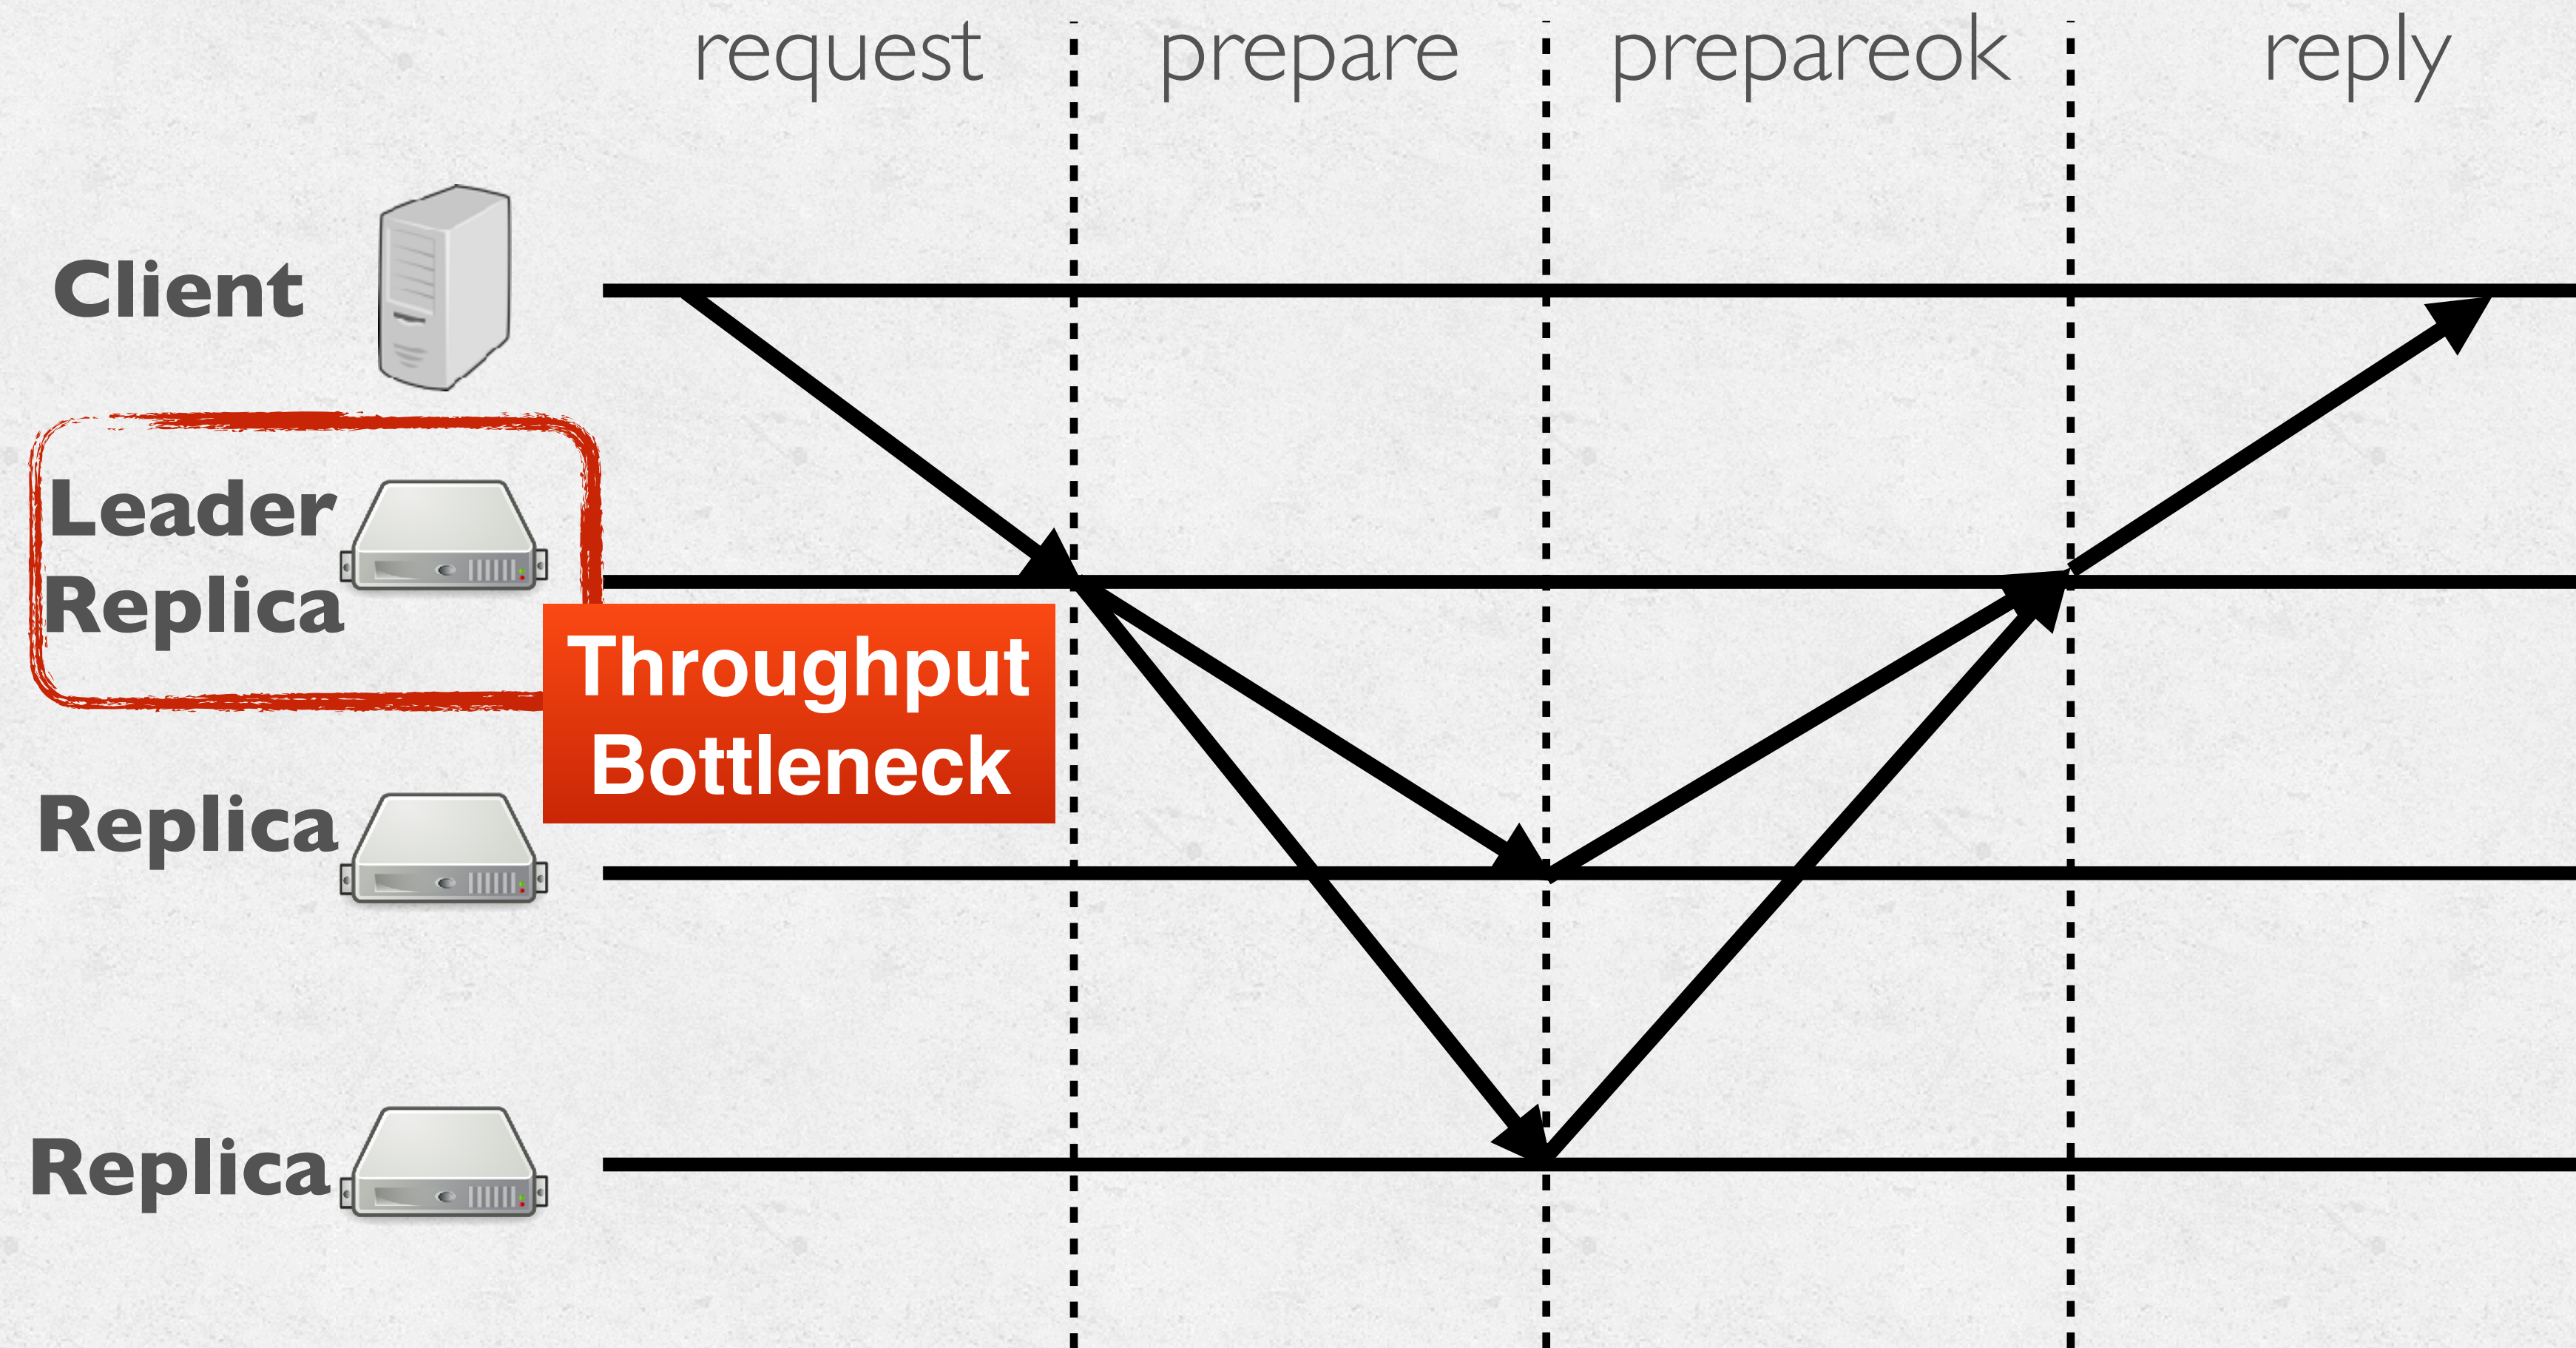 request
prepare
prepareok
reply
Client
Leader
Replica
Throughput
Bottleneck
Replica
Replica